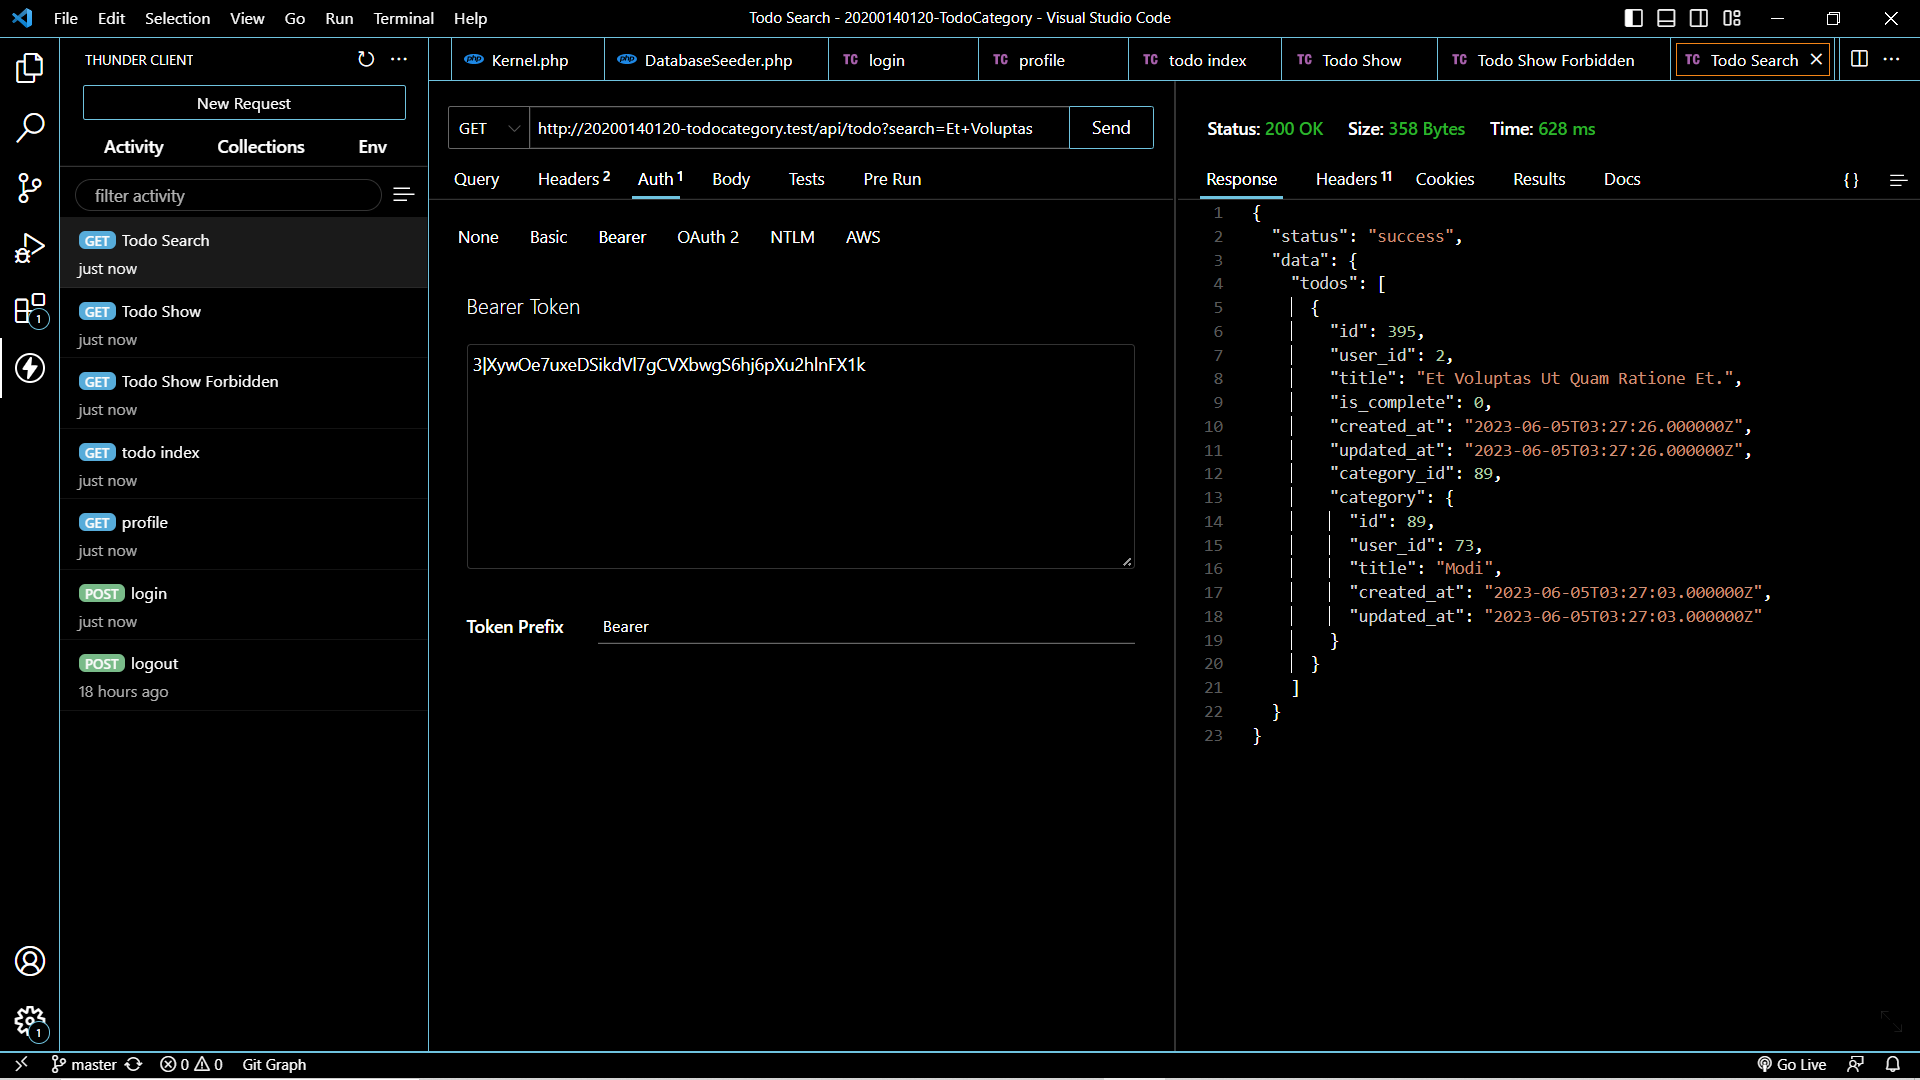 File Edit Selection View Go Run Terminal Help
Todo Search - 20200140120-TodoCategory - Visual Studio Code
THUNDER CLIENT
New Request
Activity Collections Env
filter activity
GET Todo Search
just now
GET Todo Show
just now
GET Todo Show Forbidden
just now
GET todo index
just now
GET profile
just now
POST login
just now
POST logout
18 hours ago
1
1
php Kernel.php php DatabaseSeeder.php TC login TC profile TC todo index TC Todo Show TC Todo Show Forbidden TC Todo Search
GET http://20200140120-todocategory.test/api/todo?search=Et+Voluptas Send
Query Headers 2 Auth 1 Body Tests Pre Run
None Basic Bearer OAuth 2 NTLM AWS
Bearer Token
3|XywOe7uxeDSikdVl7gCVXbwgS6hj6pXu2hlnFX1k
Token Prefix Bearer
Status: 200 OK Size: 358 Bytes Time: 628 ms
Response Headers 11 Cookies Results Docs {}
1 {
2 "status": "success",
3 "data": {
4 "todos": [
5 {
6 "id": 395,
7 "user_id": 2,
8 "title": "Et Voluptas Ut Quam Ratione Et.",
9 "is_complete": 0,
10 "created_at": "2023-06-05T03:27:26.000000Z",
11 "updated_at": "2023-06-05T03:27:26.000000Z",
12 "category_id": 89,
13 "category": {
14 "id": 89,
15 "user_id": 73,
16 "title": "Modi",
17 "created_at": "2023-06-05T03:27:03.000000Z",
18 "updated_at": "2023-06-05T03:27:03.000000Z"
19 }
20 }
21 ]
22 }
23 }
master 0 0 Git Graph Go Live